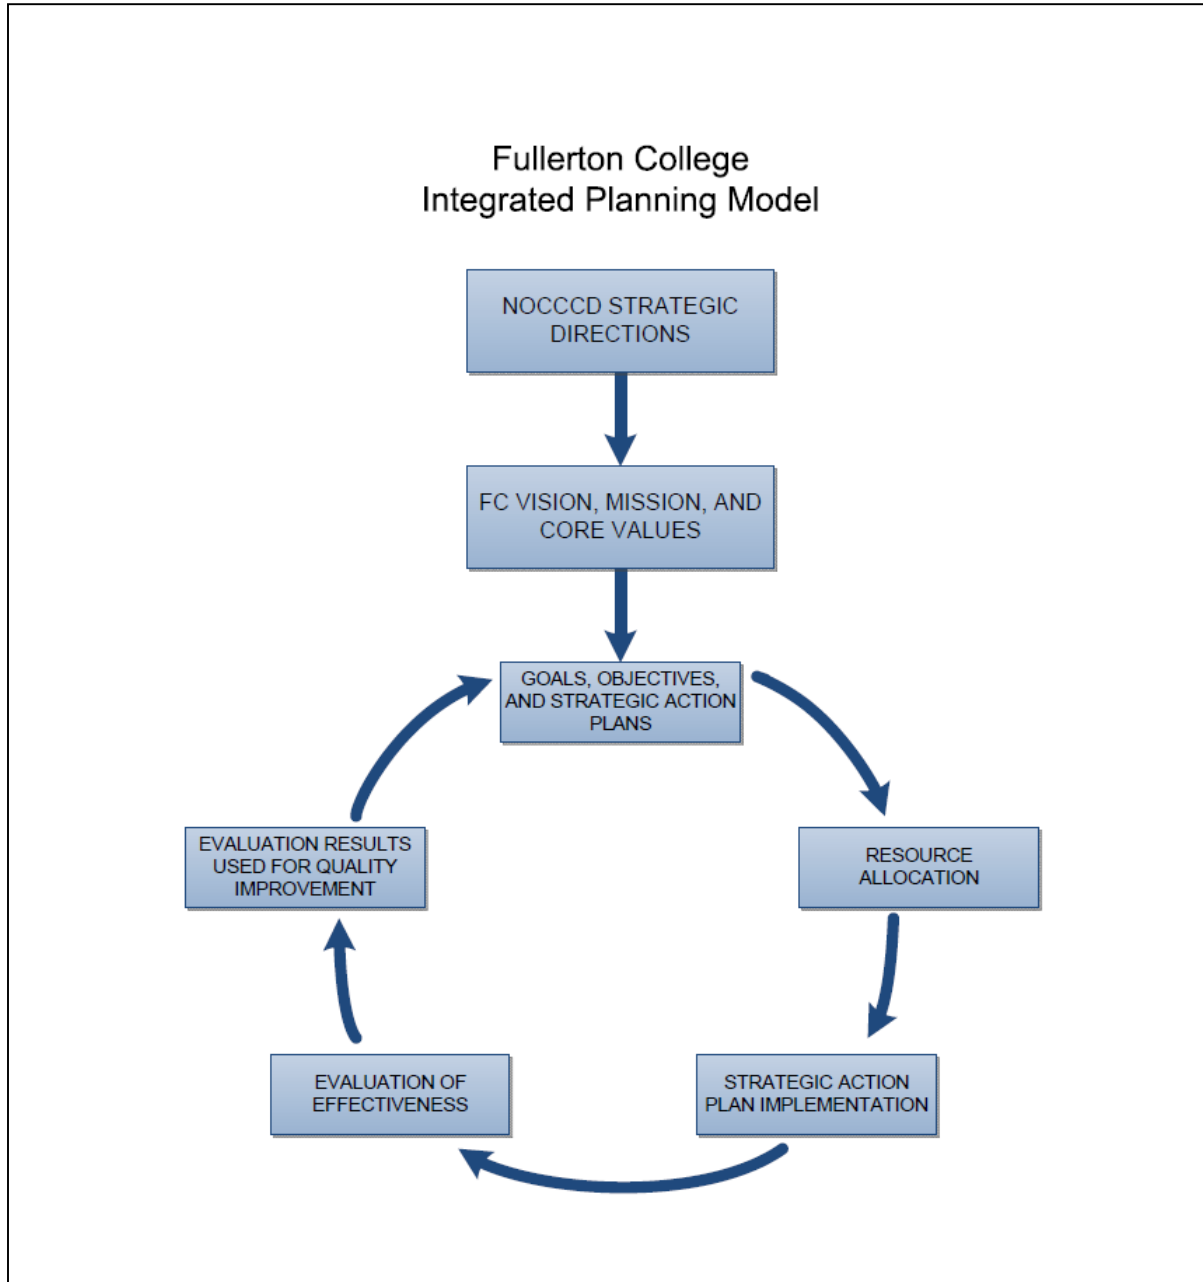 Fullerton College
Integrated Planning Model
NOCCCD STRATEGIC
DIRECTIONS
FC VISION, MISSION, AND
CORE VALUES
GOALS, OBJECTIVES,
AND STRATEGIC ACTION
PLANS
RESOURCE
ALLOCATION
STRATEGIC ACTION
PLAN IMPLEMENTATION
EVALUATION OF
EFFECTIVENESS
EVALUATION RESULTS
USED FOR QUALITY
IMPROVEMENT